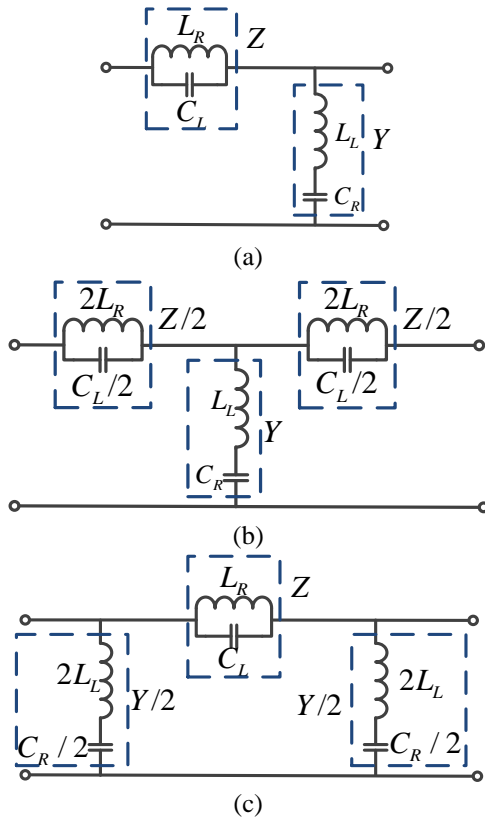 L_R Z
C_L
L_L Y
C_R
(a)
2L_R Z/2 2L_R Z/2
C_L/2 C_L/2
L_L Y
C_R
(b)
L_R Z
C_L
2L_L Y/2 Y/2 2L_L
C_R/2 C_R/2
(c)